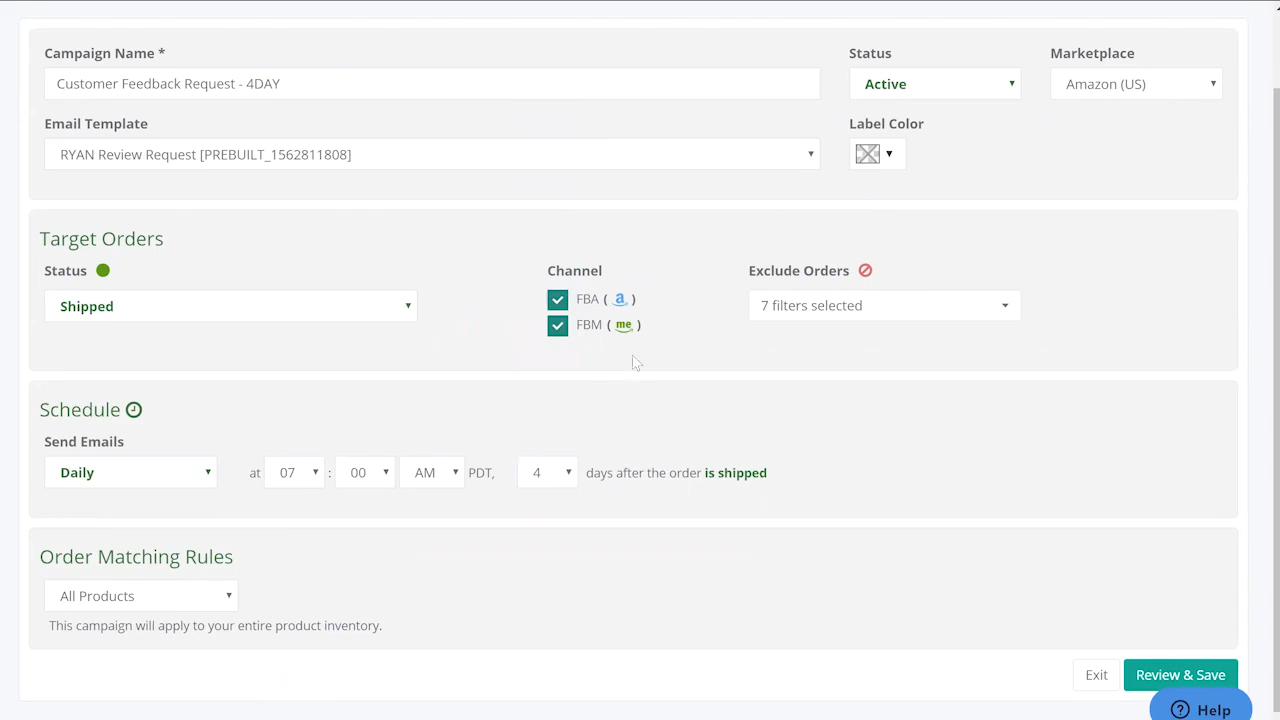 Campaign Name *
Status
Marketplace
Customer Feedback Request - 4DAY
Active
Amazon (US)
Email Template
Label Color
RYAN Review Request [PREBUILT_1562811808]
Target Orders
Status
Channel
Exclude Orders
Shipped
FBA ( a )
7 filters selected
FBM ( me )
Schedule
Send Emails
Daily at 07 : 00 AM PDT, 4 days after the order is shipped
Order Matching Rules
All Products
This campaign will apply to your entire product inventory.
Exit
Review & Save
? Help